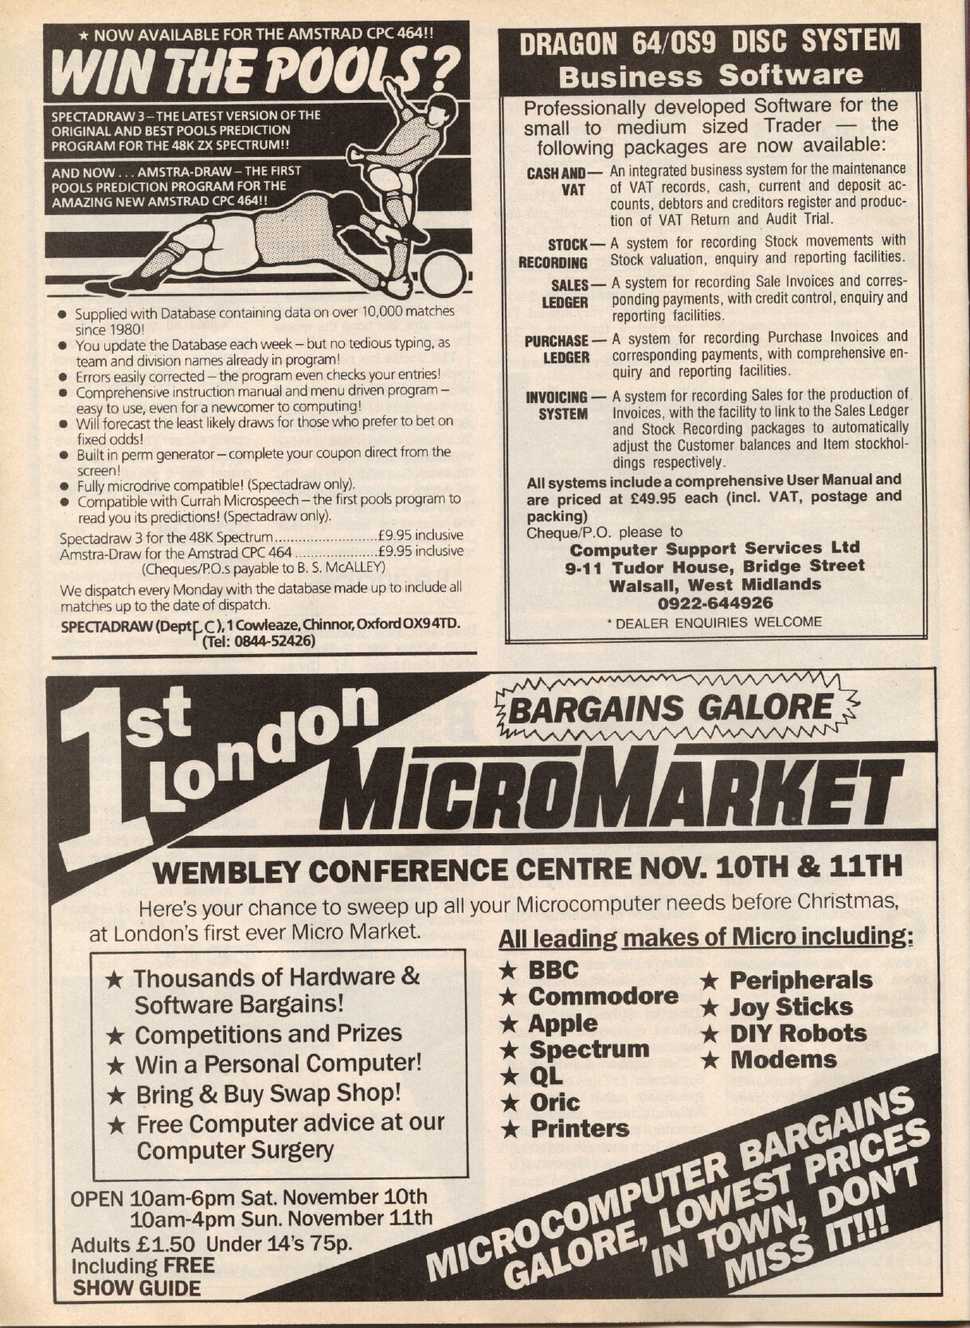 ★ NOW AVAILABLE FOR THE AMSTRAD CPC 464!!
WIN THE POOLS?
SPECTADRAW 3 – THE LATEST VERSION OF THE
ORIGINAL AND BEST POOLS PREDICTION
PROGRAM FOR THE 48K ZX SPECTRUM!!
AND NOW . . . AMSTRA-DRAW – THE FIRST
POOLS PREDICTION PROGRAM FOR THE
AMAZING NEW AMSTRAD CPC 464!!
● Supplied with Database containing data on over 10,000 matches
since 1980!
● You update the Database each week – but no tedious typing, as
team and division names already in program!
● Errors easily corrected – the program even checks your entries!
● Comprehensive instruction manual and menu driven program –
easy to use, even for a newcomer to computing!
● Will forecast the least likely draws for those who prefer to bet on
fixed odds!
● Built in perm generator – complete your coupon direct from the
screen!
● Fully microdrive compatible! (Spectadraw only).
● Compatible with Currah Microspeech – the first pools program to
read you its predictions! (Spectadraw only).
Spectadraw 3 for the 48K Spectrum.........................£9.95 inclusive
Amstra-Draw for the Amstrad CPC 464 ....................£9.95 inclusive
(Cheques/P.O.s payable to B. S. McALLEY)
We dispatch every Monday with the database made up to include all
matches up to the date of dispatch.
SPECTADRAW (Dept PC), 1 Cowleaze, Chinnor, Oxford OX9 4TD.
(Tel: 0844-52426)
DRAGON 64/OS9 DISC SYSTEM
Business Software
Professionally developed Software for the
small to medium sized Trader — the
following packages are now available:
CASH AND — An integrated business system for the maintenance
VAT of VAT records, cash, current and deposit ac-
counts, debtors and creditors register and produc-
tion of VAT Return and Audit Trial.
STOCK — A system for recording Stock movements with
RECORDING Stock valuation, enquiry and reporting facilities.
SALES — A system for recording Sale Invoices and corres-
LEDGER ponding payments, with credit control, enquiry and
reporting facilities.
PURCHASE — A system for recording Purchase Invoices and
LEDGER corresponding payments, with comprehensive en-
quiry and reporting facilities.
INVOICING — A system for recording Sales for the production of
SYSTEM Invoices, with the facility to link to the Sales Ledger
and Stock Recording packages to automatically
adjust the Customer balances and Item stockhol-
dings respectively.
All systems include a comprehensive User Manual and
are priced at £49.95 each (incl. VAT, postage and
packing)
Cheque/P.O. please to
Computer Support Services Ltd
9-11 Tudor House, Bridge Street
Walsall, West Midlands
0922-644926
* DEALER ENQUIRIES WELCOME
1st London
BARGAINS GALORE
MICROMARKET
WEMBLEY CONFERENCE CENTRE NOV. 10TH & 11TH
Here's your chance to sweep up all your Microcomputer needs before Christmas,
at London's first ever Micro Market.
★ Thousands of Hardware &
Software Bargains!
★ Competitions and Prizes
★ Win a Personal Computer!
★ Bring & Buy Swap Shop!
★ Free Computer advice at our
Computer Surgery
OPEN 10am-6pm Sat. November 10th
10am-4pm Sun. November 11th
Adults £1.50 Under 14's 75p.
Including FREE
SHOW GUIDE
All leading makes of Micro including:
★ BBC
★ Commodore
★ Apple
★ Spectrum
★ QL
★ Oric
★ Printers
★ Peripherals
★ Joy Sticks
★ DIY Robots
★ Modems
MICROCOMPUTER BARGAINS
GALORE, LOWEST PRICES
IN TOWN, DON'T
MISS IT!!!